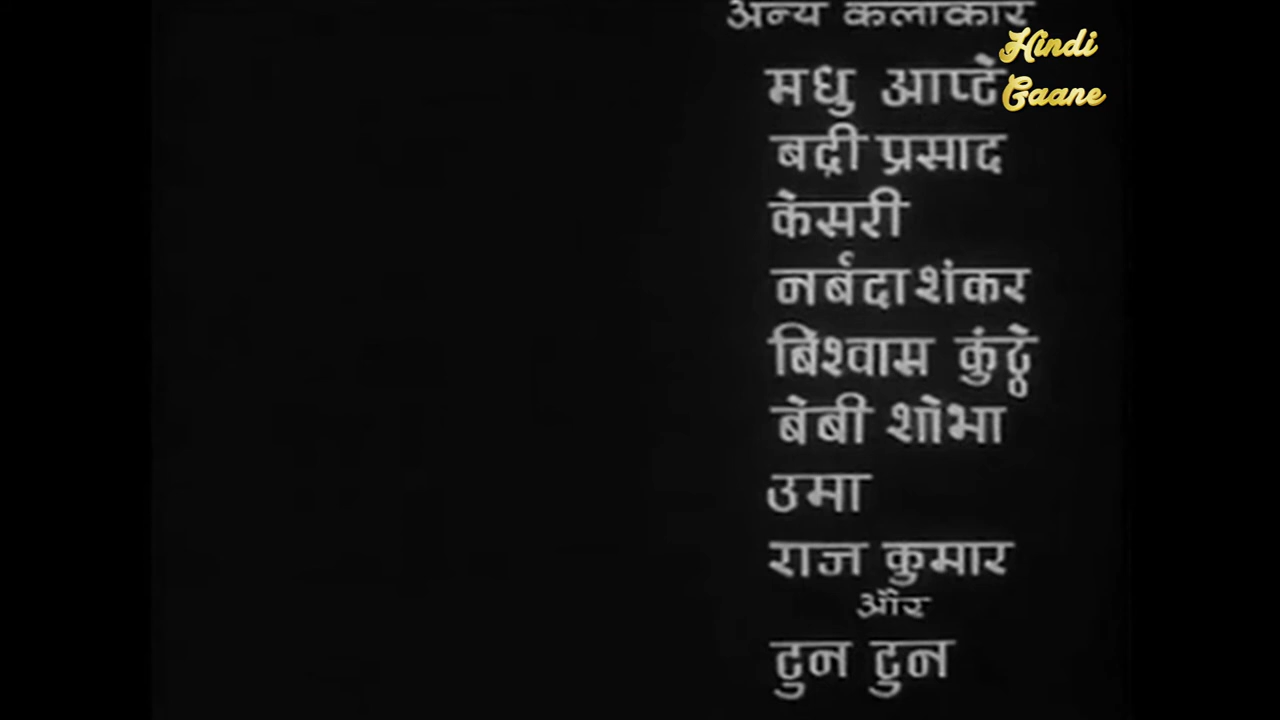 अन्य कलाकार
Hindi
Gaane
मधु आप्टे
बद्री प्रसाद
केसरी
नर्बदाशंकर
बिश्वास कुंट्ठे
बेबी शोभा
उमा
राज कुमार
और
टुन टुन